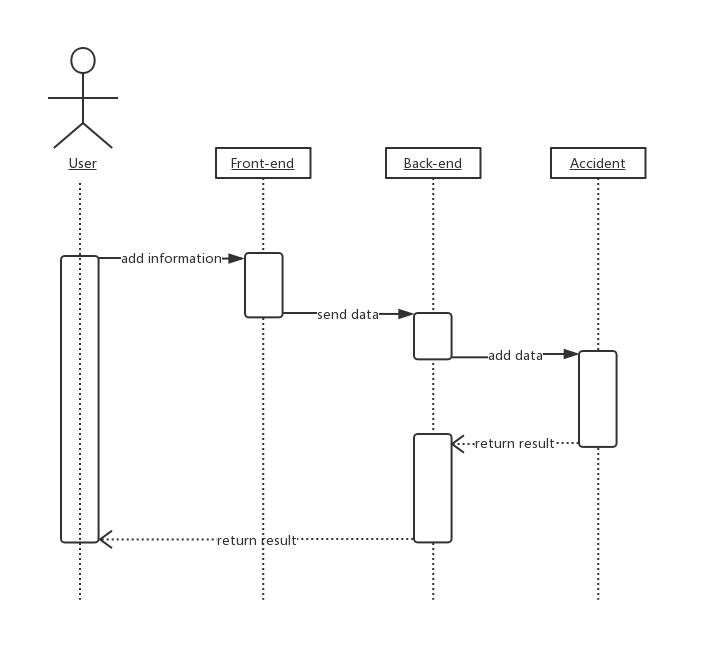 User
Front-end
Back-end
Accident
add information
send data
add data
return result
return result